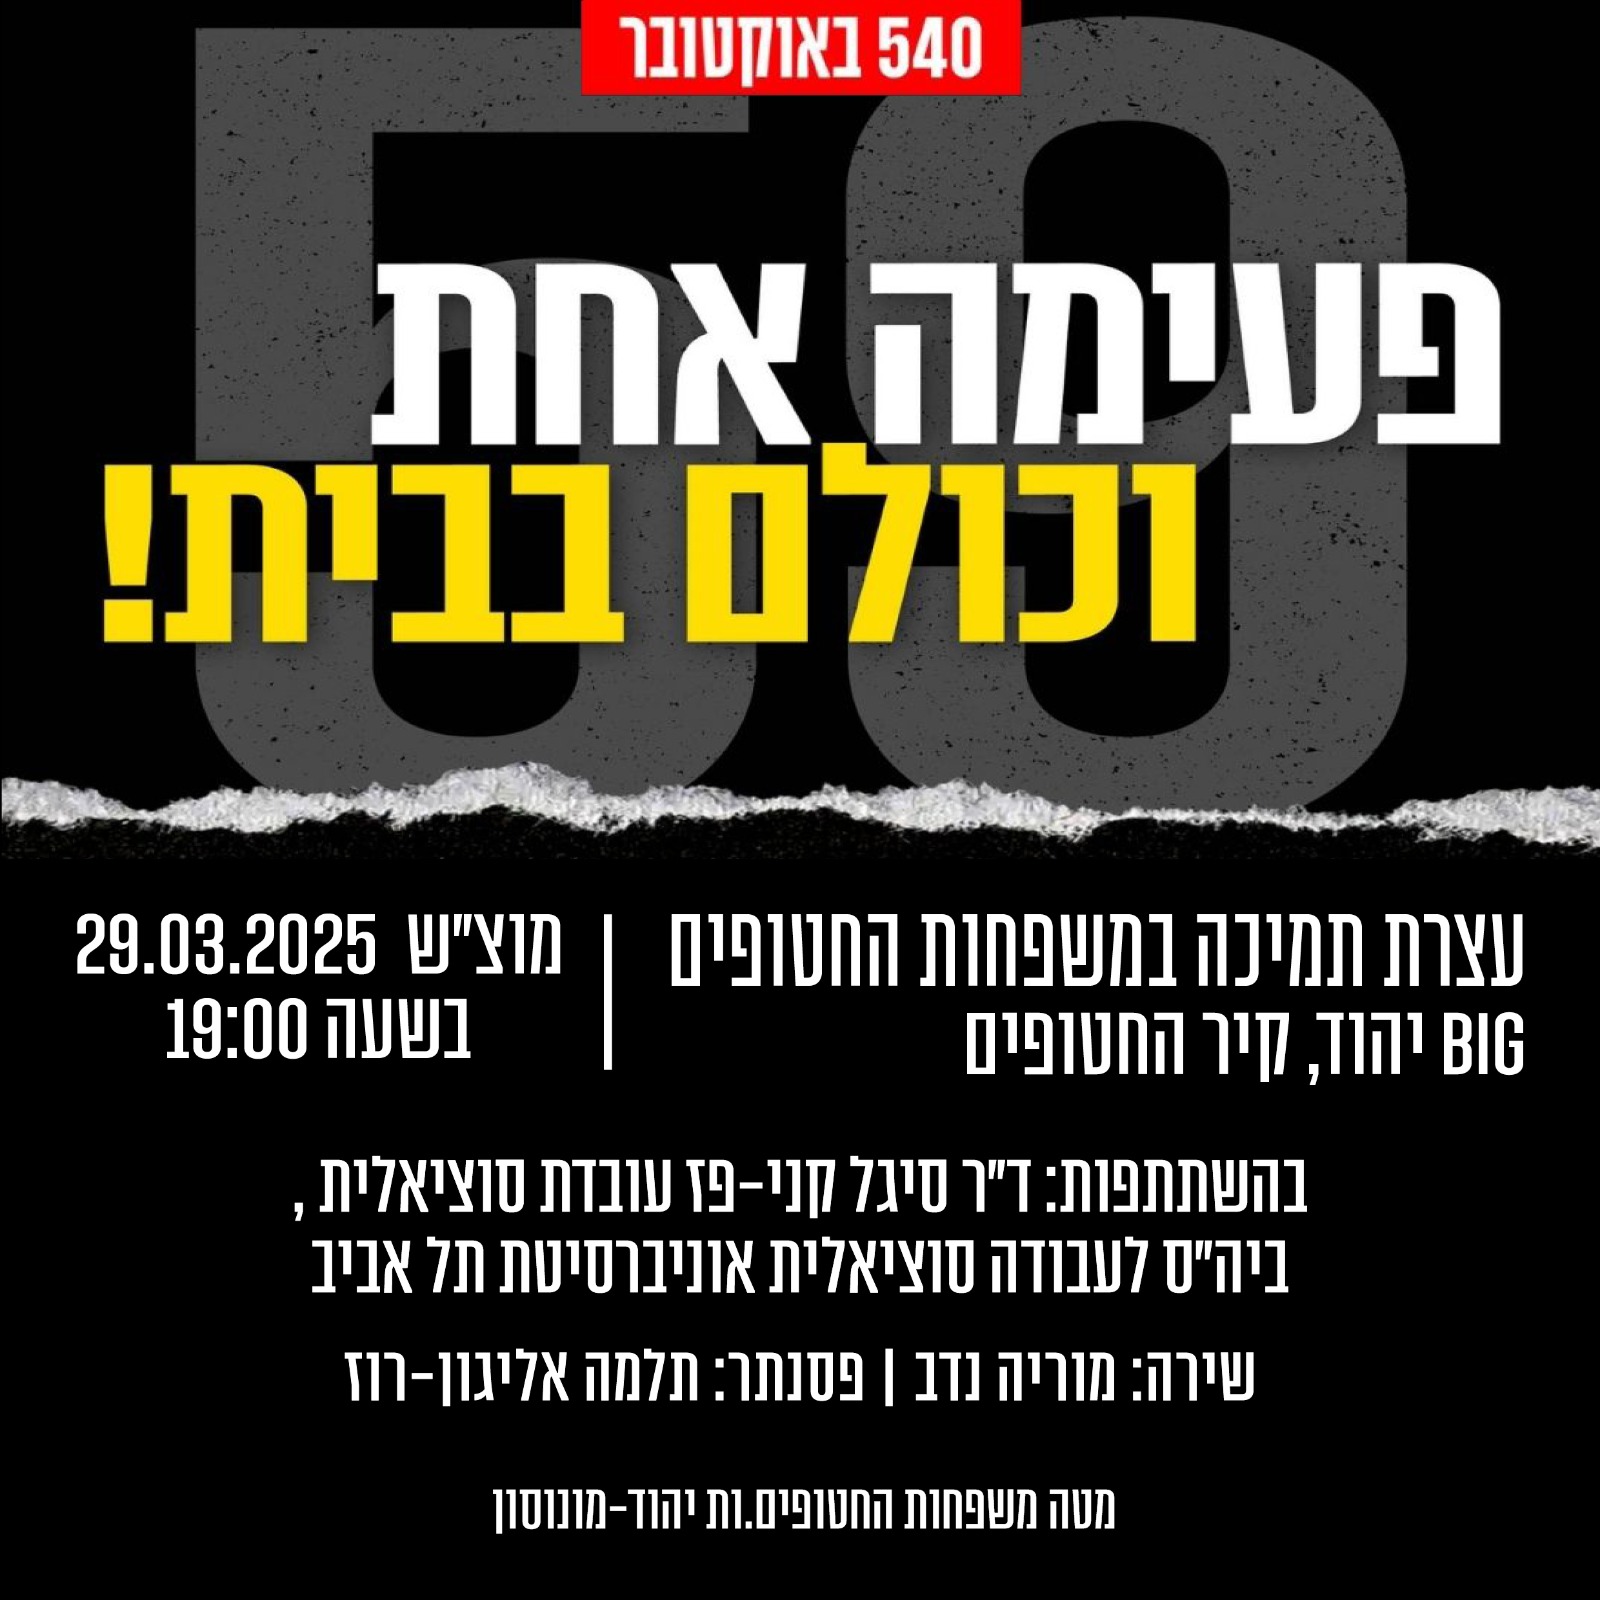 540 באוקטובר
59
פעימה אחת
וכולם בבית!
עצרת תמיכה במשפחות החטופים
BIG יהוד, קיר החטופים
מוצ"ש 29.03.2025
בשעה 19:00
בהשתתפות: ד"ר סיגל קני-פז עובדת סוציאלית ,
ביה"ס לעבודה סוציאלית אוניברסיטת תל אביב
שירה: מוריה נדב | פסנתר: תלמה אליגון-רוז
מטה משפחות החטופים.ות יהוד-מונוסון